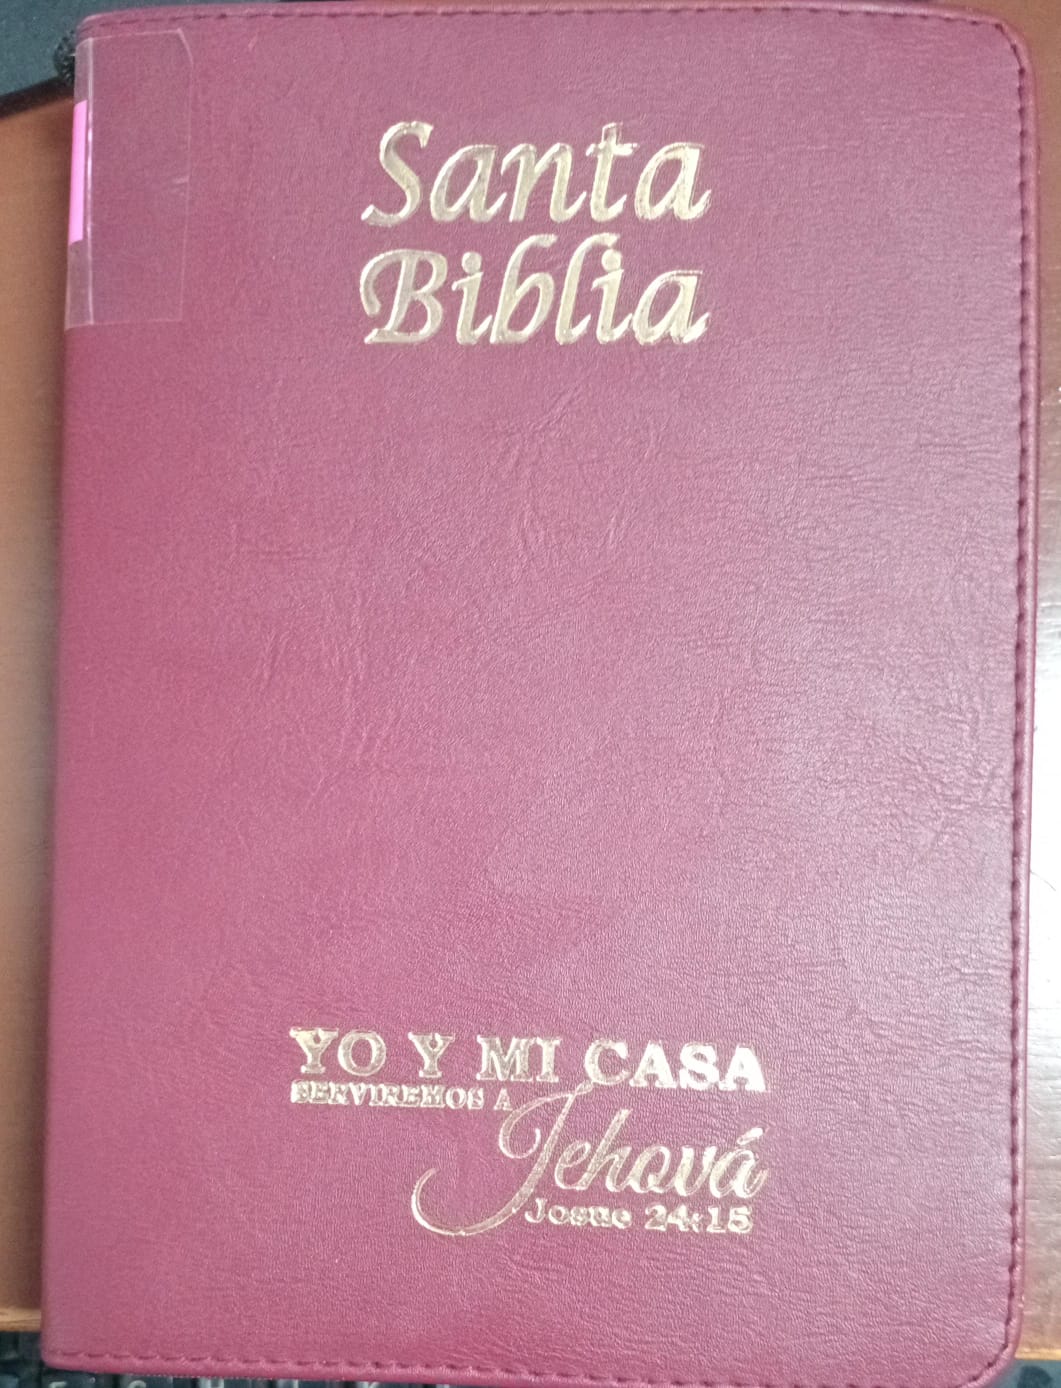 Santa
Biblia
YO Y MI CASA
SERVIREMOS A
Jehová
Josue 24:15